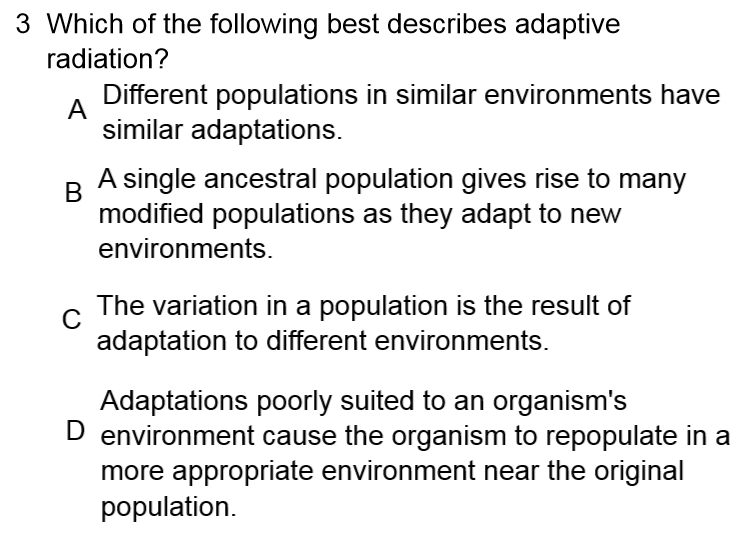 3 Which of the following best describes adaptive
radiation?
A Different populations in similar environments have
similar adaptations.
B A single ancestral population gives rise to many
modified populations as they adapt to new
environments.
C The variation in a population is the result of
adaptation to different environments.
Adaptations poorly suited to an organism's
D environment cause the organism to repopulate in a
more appropriate environment near the original
population.